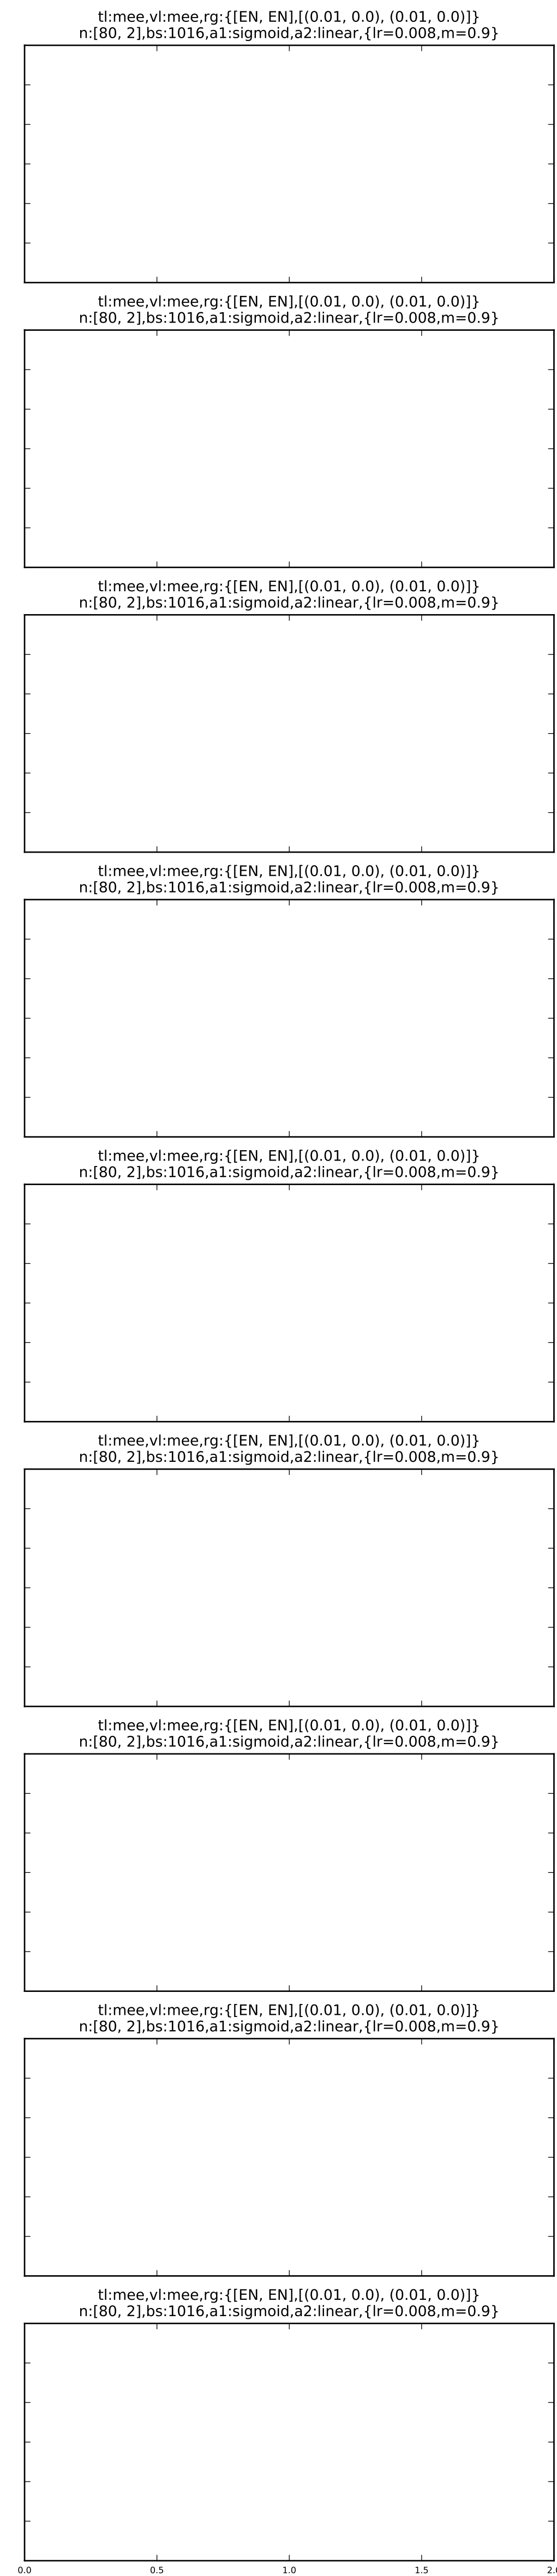 tl:mee,vl:mee,rg:{[EN, EN],[(0.01, 0.0), (0.01, 0.0)]}
n:[80, 2],bs:1016,a1:sigmoid,a2:linear,{lr=0.008,m=0.9}
tl:mee,vl:mee,rg:{[EN, EN],[(0.01, 0.0), (0.01, 0.0)]}
n:[80, 2],bs:1016,a1:sigmoid,a2:linear,{lr=0.008,m=0.9}
tl:mee,vl:mee,rg:{[EN, EN],[(0.01, 0.0), (0.01, 0.0)]}
n:[80, 2],bs:1016,a1:sigmoid,a2:linear,{lr=0.008,m=0.9}
tl:mee,vl:mee,rg:{[EN, EN],[(0.01, 0.0), (0.01, 0.0)]}
n:[80, 2],bs:1016,a1:sigmoid,a2:linear,{lr=0.008,m=0.9}
tl:mee,vl:mee,rg:{[EN, EN],[(0.01, 0.0), (0.01, 0.0)]}
n:[80, 2],bs:1016,a1:sigmoid,a2:linear,{lr=0.008,m=0.9}
tl:mee,vl:mee,rg:{[EN, EN],[(0.01, 0.0), (0.01, 0.0)]}
n:[80, 2],bs:1016,a1:sigmoid,a2:linear,{lr=0.008,m=0.9}
tl:mee,vl:mee,rg:{[EN, EN],[(0.01, 0.0), (0.01, 0.0)]}
n:[80, 2],bs:1016,a1:sigmoid,a2:linear,{lr=0.008,m=0.9}
tl:mee,vl:mee,rg:{[EN, EN],[(0.01, 0.0), (0.01, 0.0)]}
n:[80, 2],bs:1016,a1:sigmoid,a2:linear,{lr=0.008,m=0.9}
tl:mee,vl:mee,rg:{[EN, EN],[(0.01, 0.0), (0.01, 0.0)]}
n:[80, 2],bs:1016,a1:sigmoid,a2:linear,{lr=0.008,m=0.9}
0.0 0.5 1.0 1.5